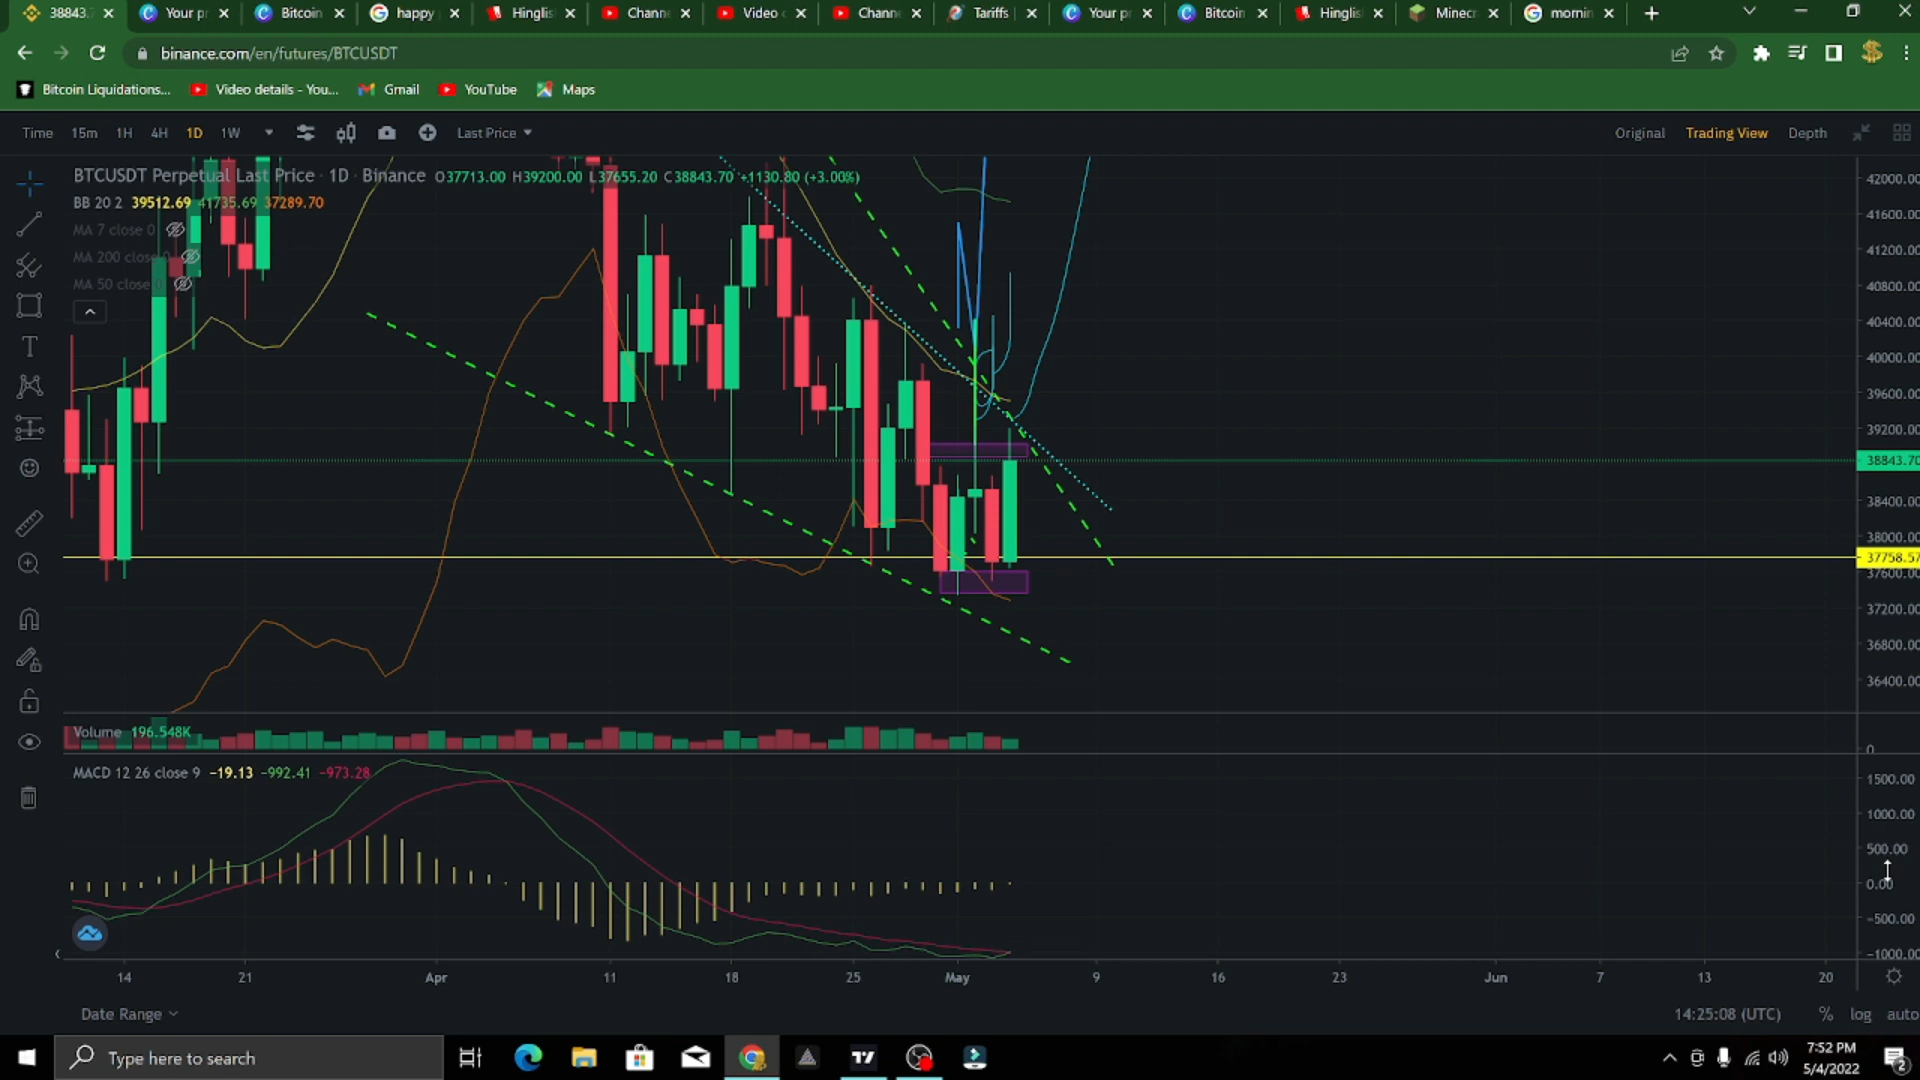 38843. Your p Bitcoin happy Hinglis Chann Video Chann Tariffs Your p Bitcoin Hinglis Minec mornin
binance.com/en/futures/BTCUSDT
Bitcoin Liquidations... Video details - You... Gmail YouTube Maps
Time 15m 1H 4H 1D 1W Last Price Original Trading View Depth
BTCUSDT Perpetual Last Price · 1D · Binance O37713.00 H39200.00 L37655.20 C38843.70 +1130.80 (+3.00%)
BB 20 2 39512.69 41735.69 37289.70
MA 7 close 0
MA 200 close 0
MA 50 close 0
42000.00
41600.00
41200.00
40800.00
40400.00
40000.00
39600.00
39200.00
38843.70
38400.00
38000.00
37758.57
37600.00
37200.00
36800.00
36400.00
Volume 196.548K
0
MACD 12 26 close 9 -19.13 -992.41 -973.28
1500.00
1000.00
500.00
0.00
-500.00
-1000.00
14 21 Apr 11 18 25 May 9 16 23 Jun 7 13 20
Date Range 14:25:08 (UTC) % log auto
Type here to search
7:52 PM
5/4/2022
2